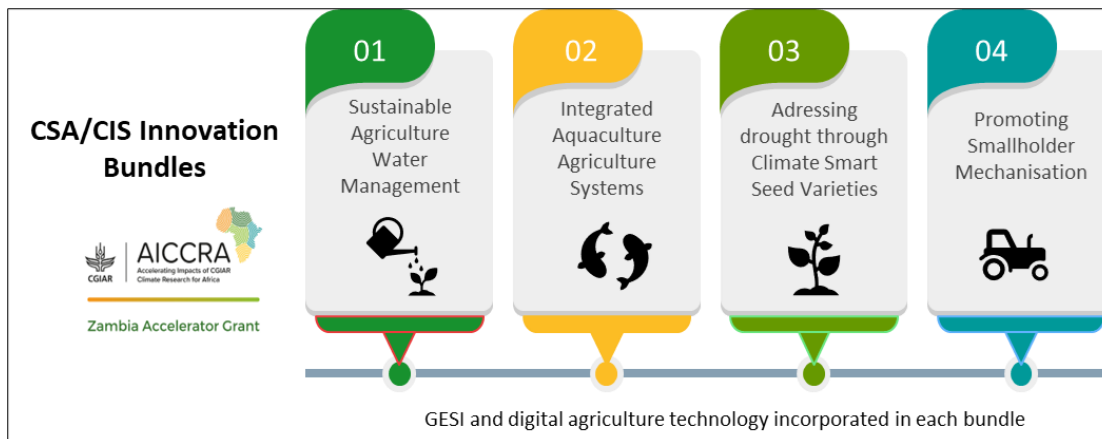 CSA/CIS Innovation
Bundles
CGIAR
AICCRA
Accelerating Impacts of CGIAR
Climate Research for Africa
Zambia Accelerator Grant
01
Sustainable
Agriculture
Water
Management
02
Integrated
Aquaculture
Agriculture
Systems
03
Adressing
drought through
Climate Smart
Seed Varieties
04
Promoting
Smallholder
Mechanisation
GESI and digital agriculture technology incorporated in each bundle